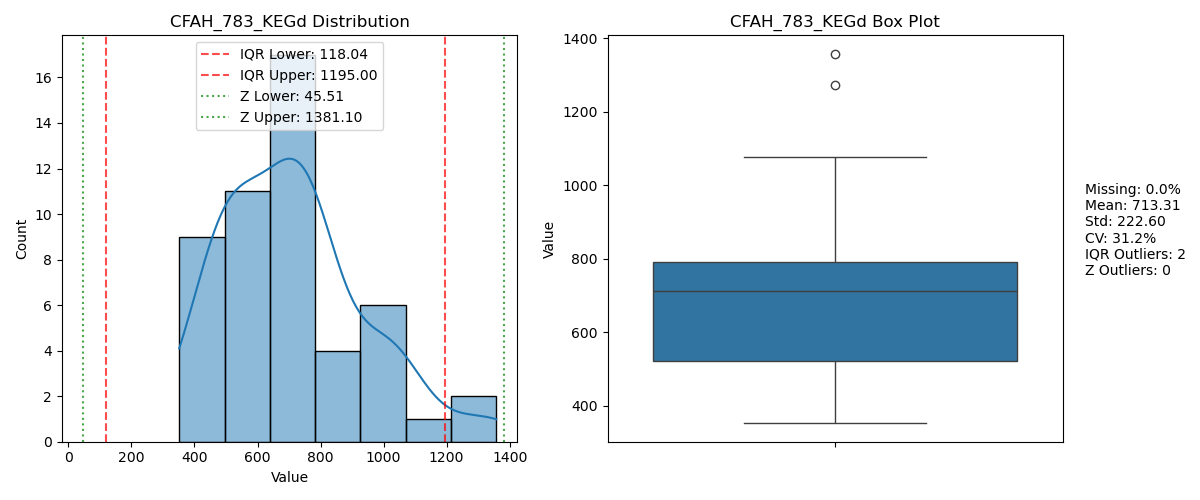 CFAH_783_KEGd Distribution
IQR Lower: 118.04
IQR Upper: 1195.00
Z Lower: 45.51
Z Upper: 1381.10
16
14
12
10
8
6
4
2
0
Count
0 200 400 600 800 1000 1200 1400
Value
CFAH_783_KEGd Box Plot
1400
1200
1000
800
600
400
Value
Missing: 0.0%
Mean: 713.31
Std: 222.60
CV: 31.2%
IQR Outliers: 2
Z Outliers: 0